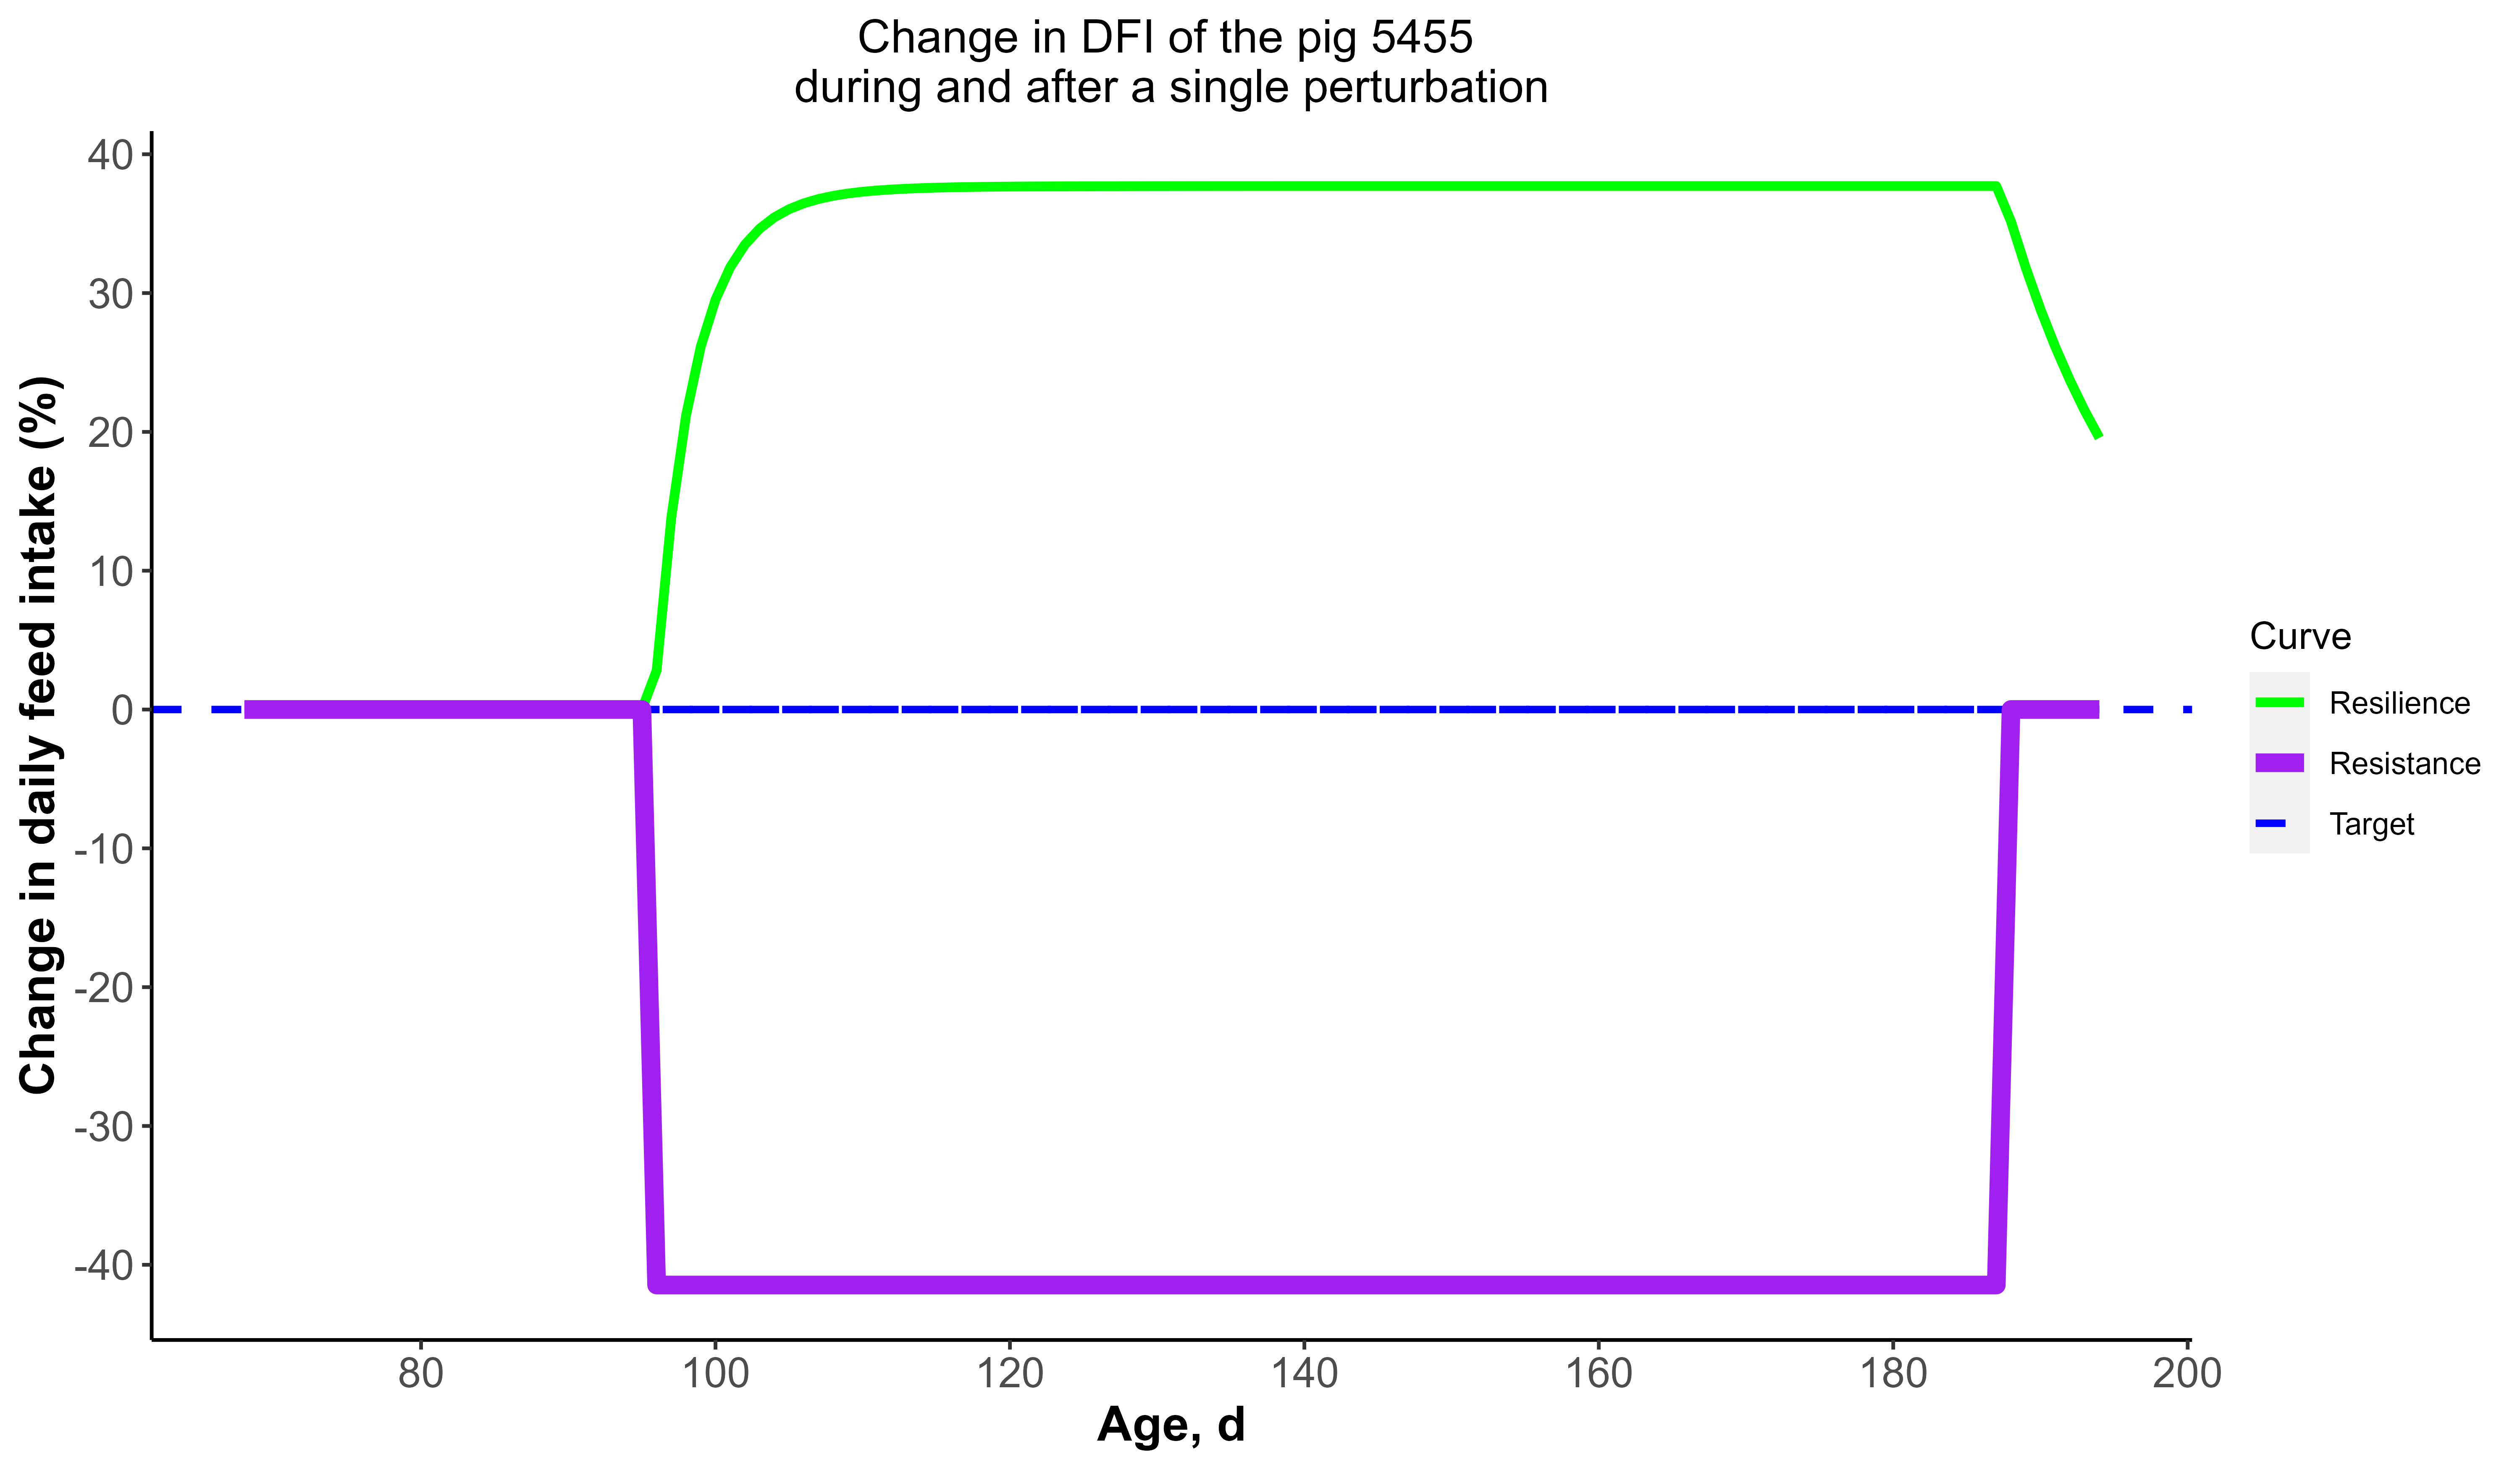 Change in DFI of the pig 5455
during and after a single perturbation
Change in daily feed intake (%)
40
30
20
10
0
-10
-20
-30
-40
80 100 120 140 160 180 200
Age, d
Curve
Resilience
Resistance
Target